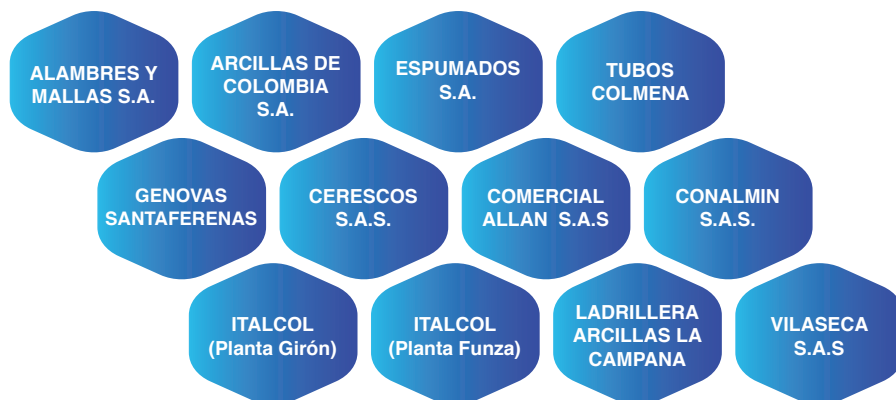 ALAMBRES Y
MALLAS S.A.
ARCILLAS DE
COLOMBIA
S.A.
ESPUMADOS
S.A.
TUBOS
COLMENA
GENOVAS
SANTAFERENAS
CERESCOS
S.A.S.
COMERCIAL
ALLAN S.A.S
CONALMIN
S.A.S.
ITALCOL
(Planta Girón)
ITALCOL
(Planta Funza)
LADRILLERA
ARCILLAS LA
CAMPANA
VILASECA
S.A.S